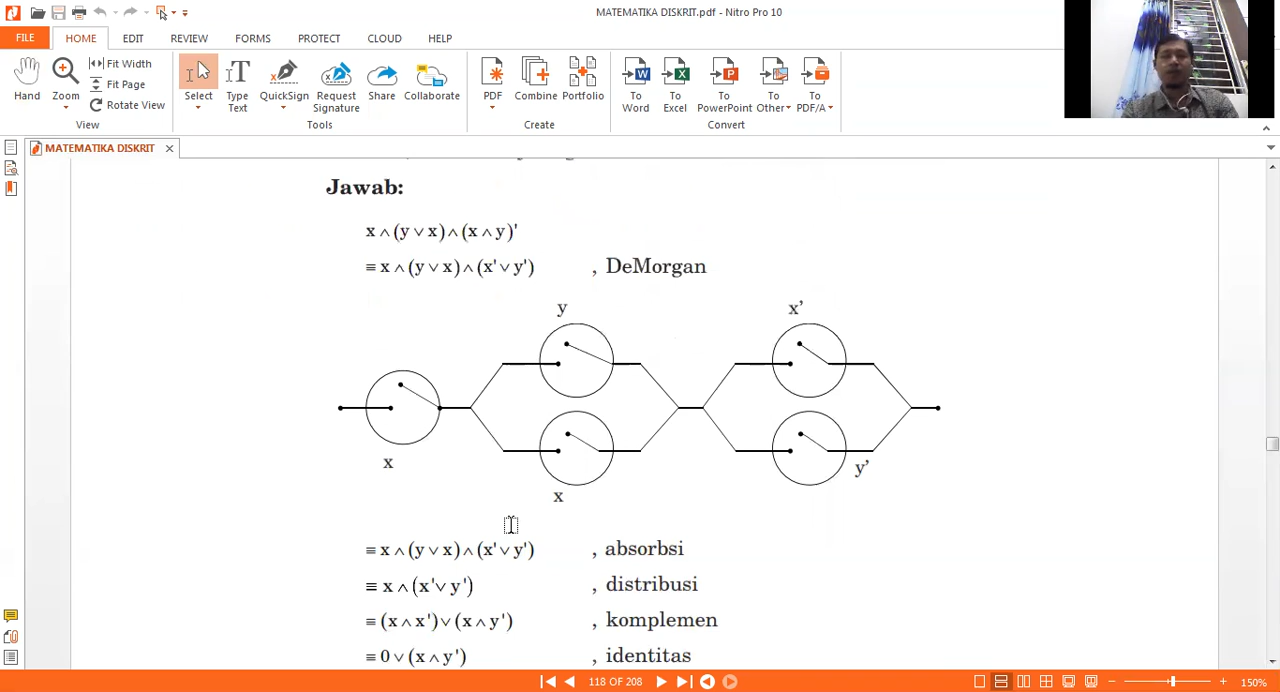 MATEMATIKA DISKRIT.pdf - Nitro Pro 10
FILE HOME EDIT REVIEW FORMS PROTECT CLOUD HELP
Hand
Zoom
Fit Width
Fit Page
Rotate View
View
Select
Type Text
QuickSign
Request Signature
Share
Collaborate
Tools
PDF
Combine
Portfolio
Create
To Word
To Excel
To PowerPoint
To Other
To PDF/A
Convert
MATEMATIKA DISKRIT
Jawab:
x ∧ (y ∨ x) ∧ (x ∧ y)'
≡ x ∧ (y ∨ x) ∧ (x' ∨ y') , DeMorgan
y
x’
x
y’
x
≡ x ∧ (y ∨ x) ∧ (x' ∨ y') , absorbsi
≡ x ∧ (x' ∨ y') , distribusi
≡ (x ∧ x') ∨ (x ∧ y') , komplemen
≡ 0 ∨ (x ∧ y') , identitas
118 OF 208
150%